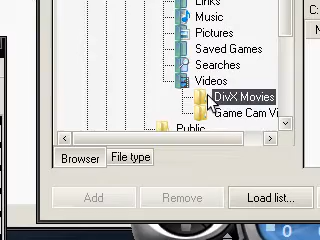 Links
Music
C:
Pictures
Saved Games
Searches
Videos
DivX Movies
Game Cam Vi
Public
Browser File type
Add Remove Load list...